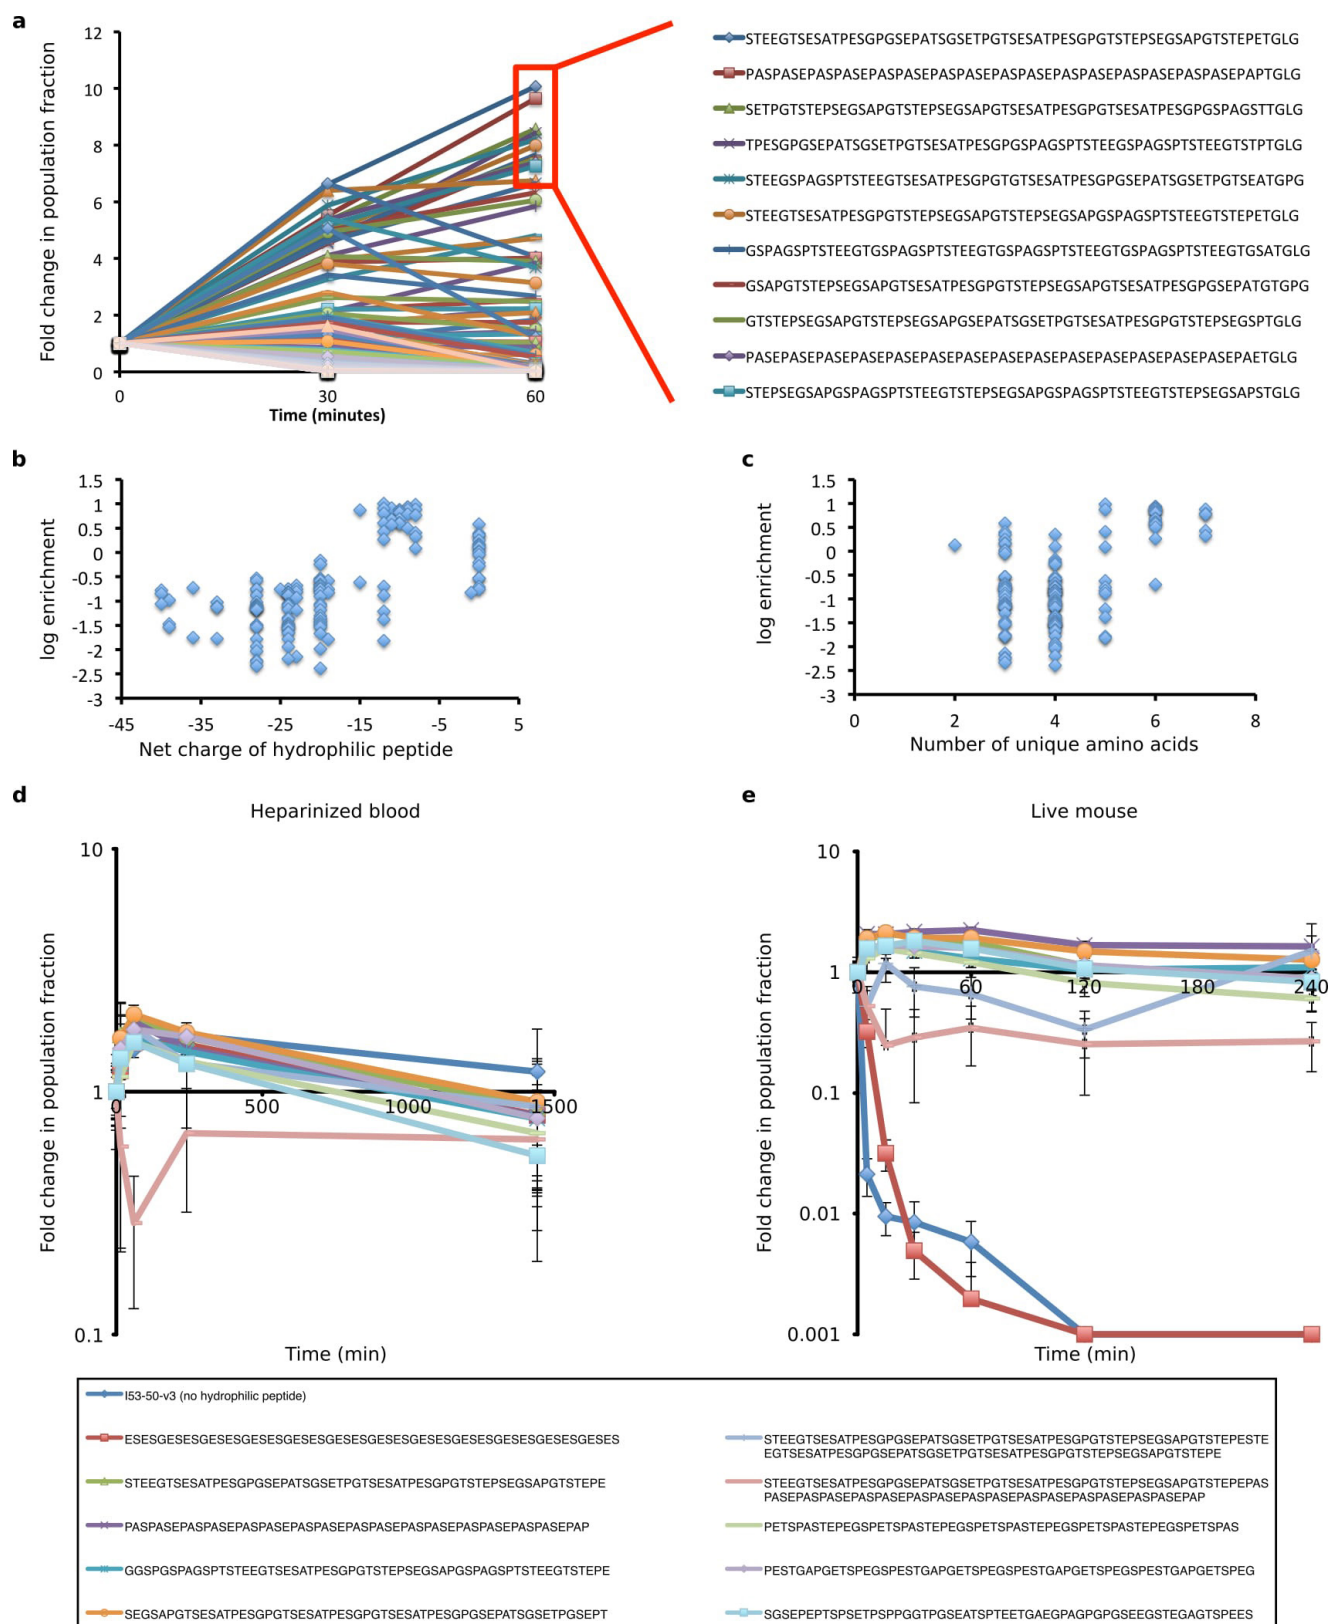 a
Fold change in population fraction
12
10
8
6
4
2
0
0
30
60
Time (minutes)
STEEGTSESATPESGPGSEPATSGSETPGTSESATPESGPGTSTEPSEGSAPGTSTEPETGLG
PASPASEPASPASEPASPASEPASPASEPASPASEPASPASEPASPASEPASPASEPAPTGLG
SETPGTSTEPSEGSAPGTSTEPSEGSAPGTSESATPESGPGTSESATPESGPGSPAGSTTGLG
TPESGPGSEPATSGSETPGTSESATPESGPGSPAGSPTSTEEGSPAGSPTSTEEGTSTPTGLG
STEEGSPAGSPTSTEEGTSESATPESGPGTGTSESATPESGPGSEPATSGSETPGTSEATGPG
STEEGTSESATPESGPGTSTEPSEGSAPGTSTEPSEGSAPGSPAGSPTSTEEGTSTEPETGLG
GSPAGSPTSTEEGTGSPAGSPTSTEEGTGSPAGSPTSTEEGTGSPAGSPTSTEEGTGSATGLG
GSAPGTSTEPSEGSAPGTSESATPESGPGTSTEPSEGSAPGTSESATPESGPGSEPATGTGPG
GTSTEPSEGSAPGTSTEPSEGSAPGSEPATSGSETPGTSESATPESGPGTSTEPSEGSPTGLG
PASEPASEPASEPASEPASEPASEPASEPASEPASEPASEPASEPASEPASEPASEPAETGLG
STEPSEGSAPGSPAGSPTSTEEGTSTEPSEGSAPGSPAGSPTSTEEGTSTEPSEGSAPSTGLG
b
log enrichment
1.5
1
0.5
0
-0.5
-1
-1.5
-2
-2.5
-3
-45
-35
-25
-15
-5
5
Net charge of hydrophilic peptide
c
log enrichment
1.5
1
0.5
0
-0.5
-1
-1.5
-2
-2.5
-3
0
2
4
6
8
Number of unique amino acids
d
Heparinized blood
Fold change in population fraction
10
1
0.1
0
500
1000
1500
Time (min)
e
Live mouse
Fold change in population fraction
10
1
0.1
0.01
0.001
0
60
120
180
240
Time (min)
I53-50-v3 (no hydrophilic peptide)
ESESGESESGESESGESESGESESGESESGESESGESESGESESGESESGESESGESES
STEEGTSESATPESGPGSEPATSGSETPGTSESATPESGPGTSTEPSEGSAPGTSTEPE
PASPASEPASPASEPASPASEPASPASEPASPASEPASPASEPASPASEPASPASEPAP
GGSPGSPAGSPTSTEEGTSESATPESGPGTSTEPSEGSAPGSPAGSPTSTEEGTSTEPE
SEGSAPGTSESATPESGPGTSESATPESGPGTSESATPESGPGSEPATSGSETPGSEPT
STEEGTSESATPESGPGSEPATSGSETPGTSESATPESGPGTSTEPSEGSAPGTSTEPESTE
EGTSESATPESGPGSEPATSGSETPGTSESATPESGPGTSTEPSEGSAPGTSTEPE
STEEGTSESATPESGPGSEPATSGSETPGTSESATPESGPGTSTEPSEGSAPGTSTEPEPAS
PASEPASPASEPASPASEPASPASEPASPASEPASPASEPASPASEPASPASEPAP
PETSPASTEPEGSPETSPASTEPEGSPETSPASTEPEGSPETSPASTEPEGSPETSPAS
PESTGAPGETSPEGSPESTGAPGETSPEGSPESTGAPGETSPEGSPESTGAPGETSPEG
SGSEPEPTSPSETPSPPGGTPGSEATSPTEETGAEGPAGPGPGSEEGSTEGAGTSPEES